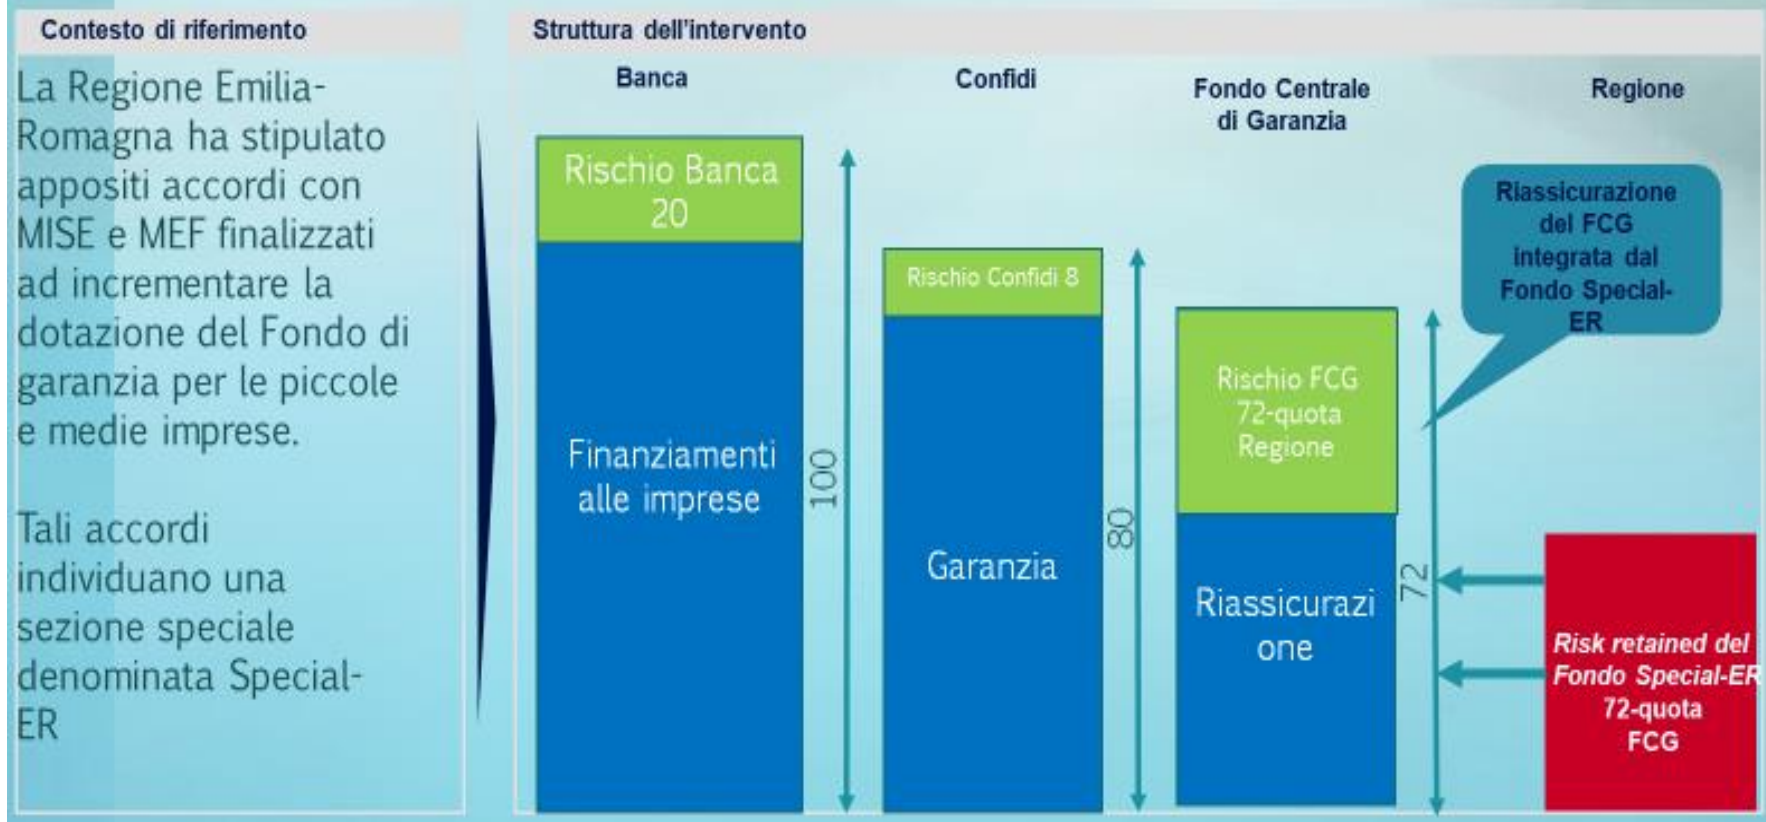 Contesto di riferimento
La Regione Emilia-
Romagna ha stipulato
appositi accordi con
MISE e MEF finalizzati
ad incrementare la
dotazione del Fondo di
garanzia per le piccole
e medie imprese.
Tali accordi
individuano una
sezione speciale
denominata Special-
ER
Struttura dell'intervento
Banca
Rischio Banca
20
Finanziamenti
alle imprese
100
Confidi
Rischio Confidi 8
Garanzia
80
Fondo Centrale
di Garanzia
Rischio FCG
72-quota
Regione
Riassicurazi
one
72
Regione
Riassicurazione
del FCG
integrata dal
Fondo Special-
ER
Risk retained del
Fondo Special-ER
72-quota
FCG